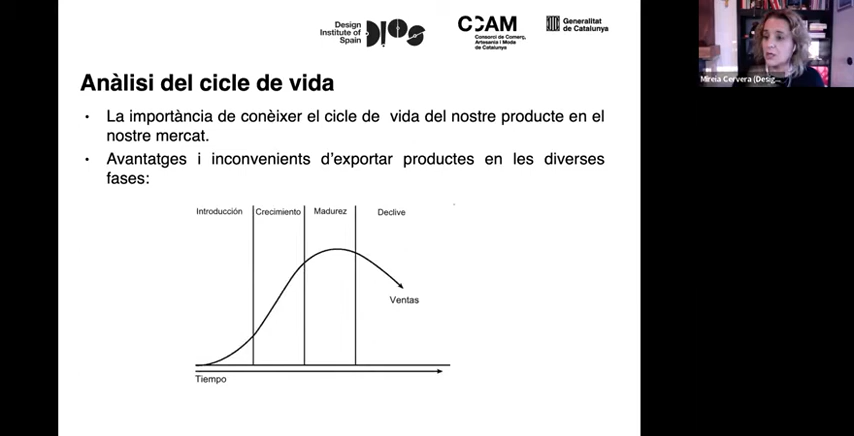 Design
Institute of
Spain
DIOS
CCAM
Consorci de Comerç,
Artesania i Moda
de Catalunya
Generalitat
de Catalunya
Mireia Cervera (Desig...
Anàlisi del cicle de vida
• La importància de conèixer el cicle de vida del nostre producte en el
nostre mercat.
• Avantatges i inconvenients d'exportar productes en les diverses
fases:
Introducción Crecimiento Madurez Declive
Ventas
Tiempo